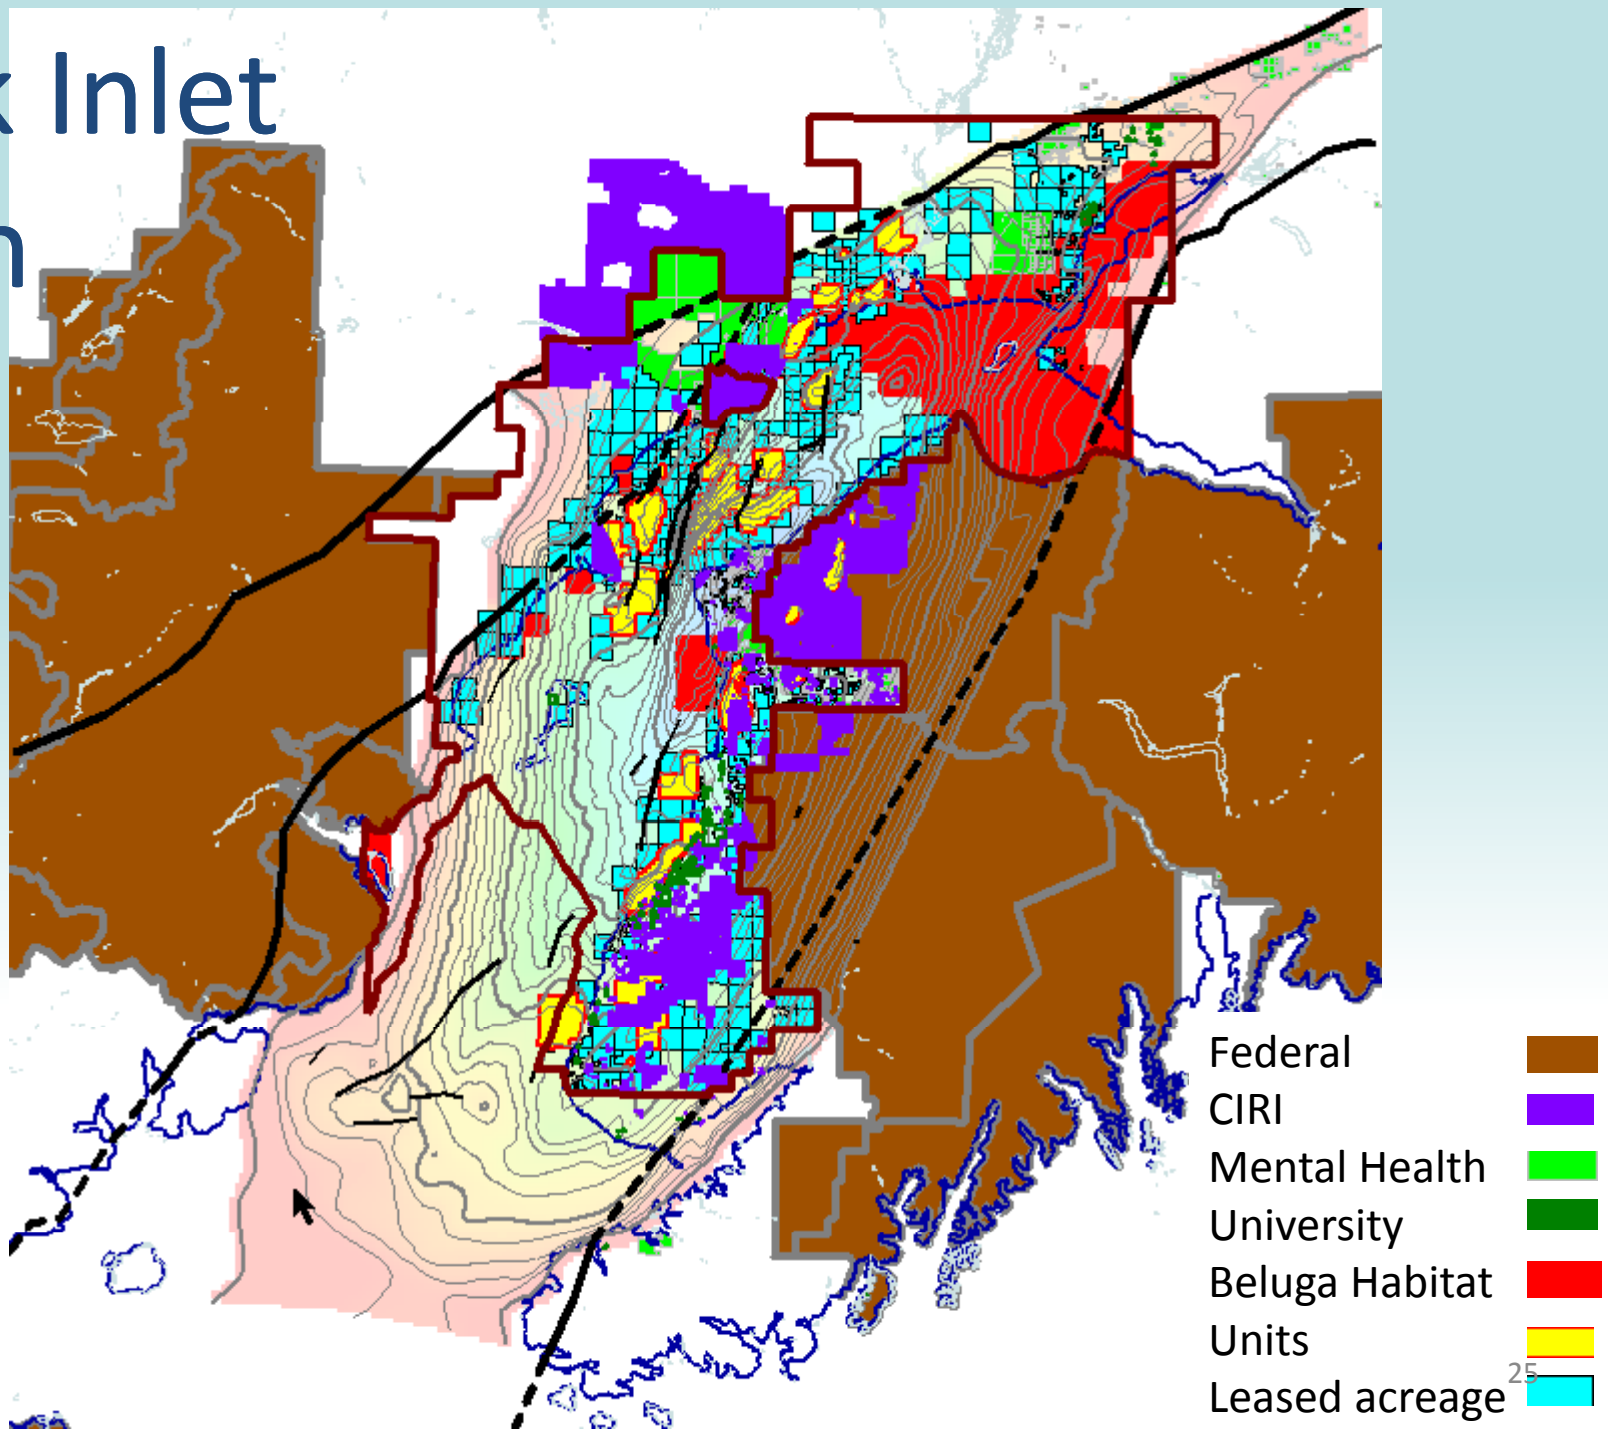 Inlet
Federal
CIRI
Mental Health
University
Beluga Habitat
Units
25
Leased acreage